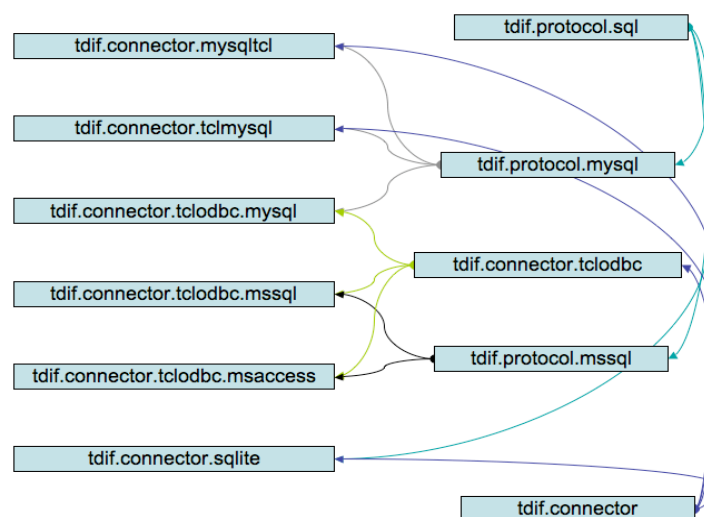 tdif.protocol.sql
tdif.connector.mysqltcl
tdif.connector.tclmysql
tdif.protocol.mysql
tdif.connector.tclodbc.mysql
tdif.connector.tclodbc
tdif.connector.tclodbc.mssql
tdif.protocol.mssql
tdif.connector.tclodbc.msaccess
tdif.connector.sqlite
tdif.connector